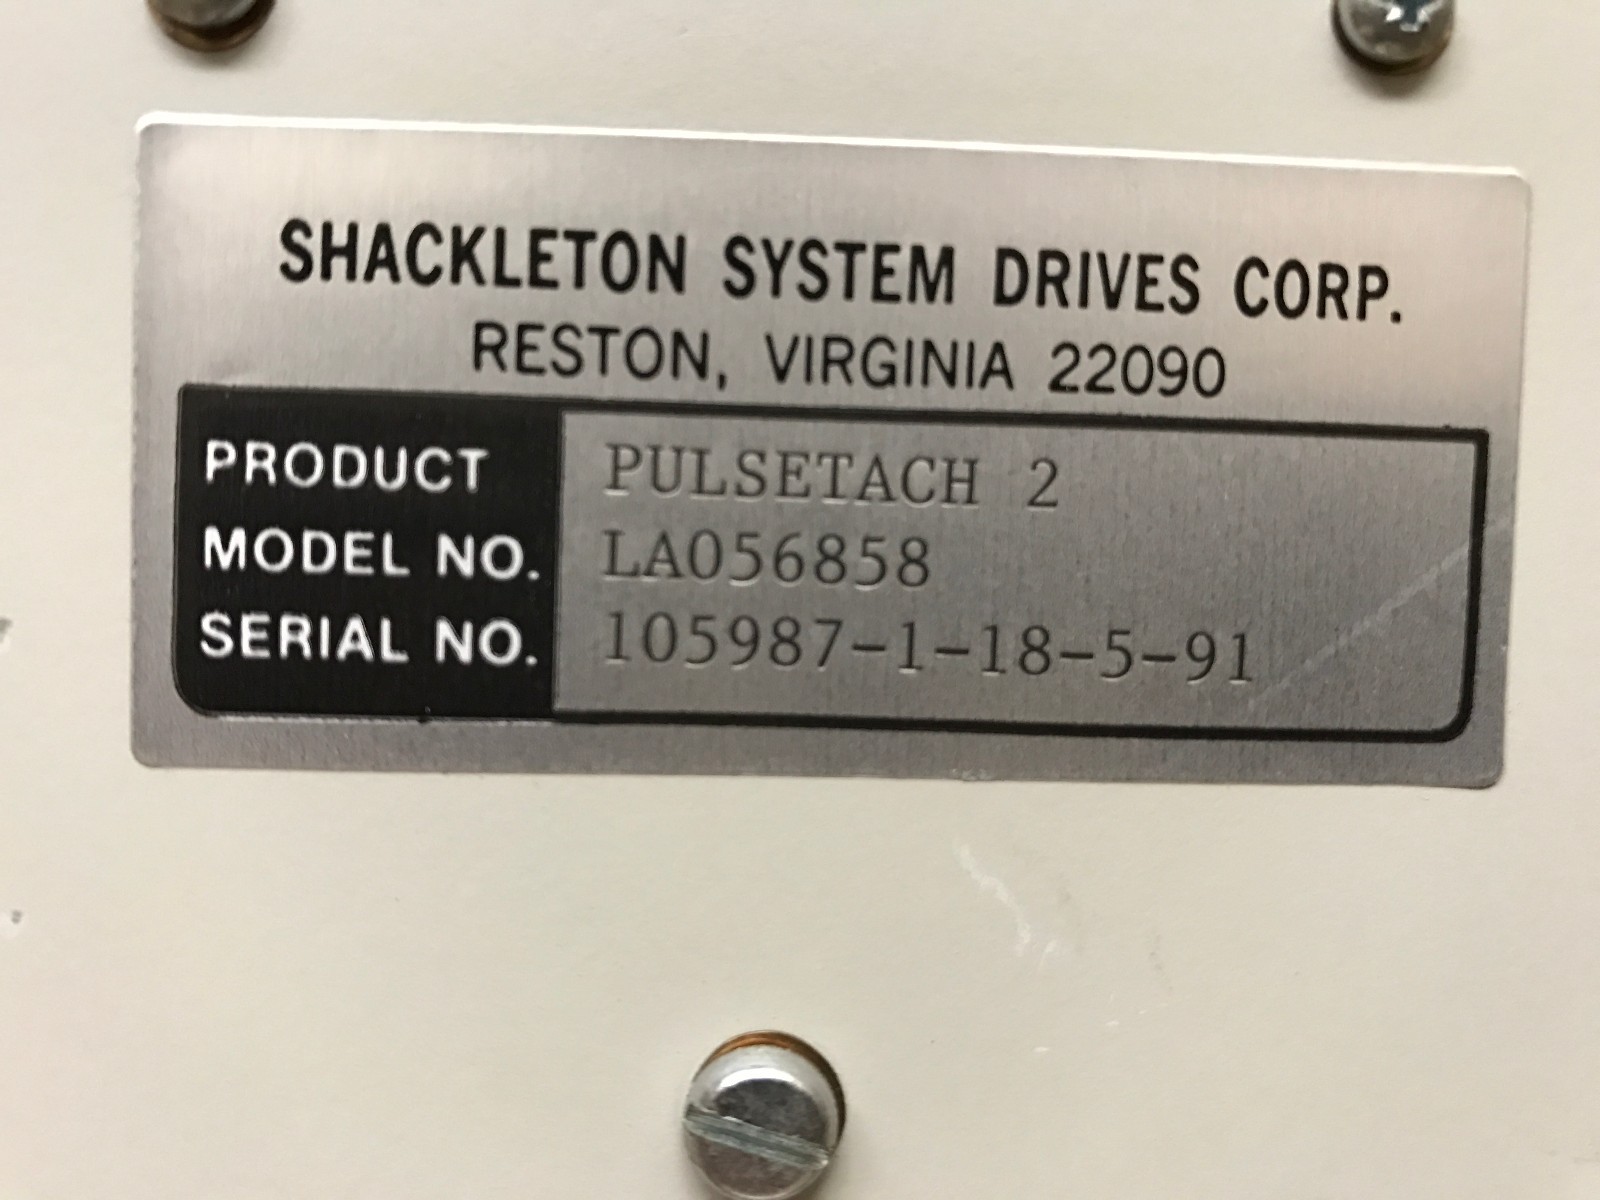 SHACKLETON SYSTEM DRIVES CORP.
RESTON, VIRGINIA 22090
PRODUCT PULSETACH 2
MODEL NO. LA056858
SERIAL NO. 105987-1-18-5-91